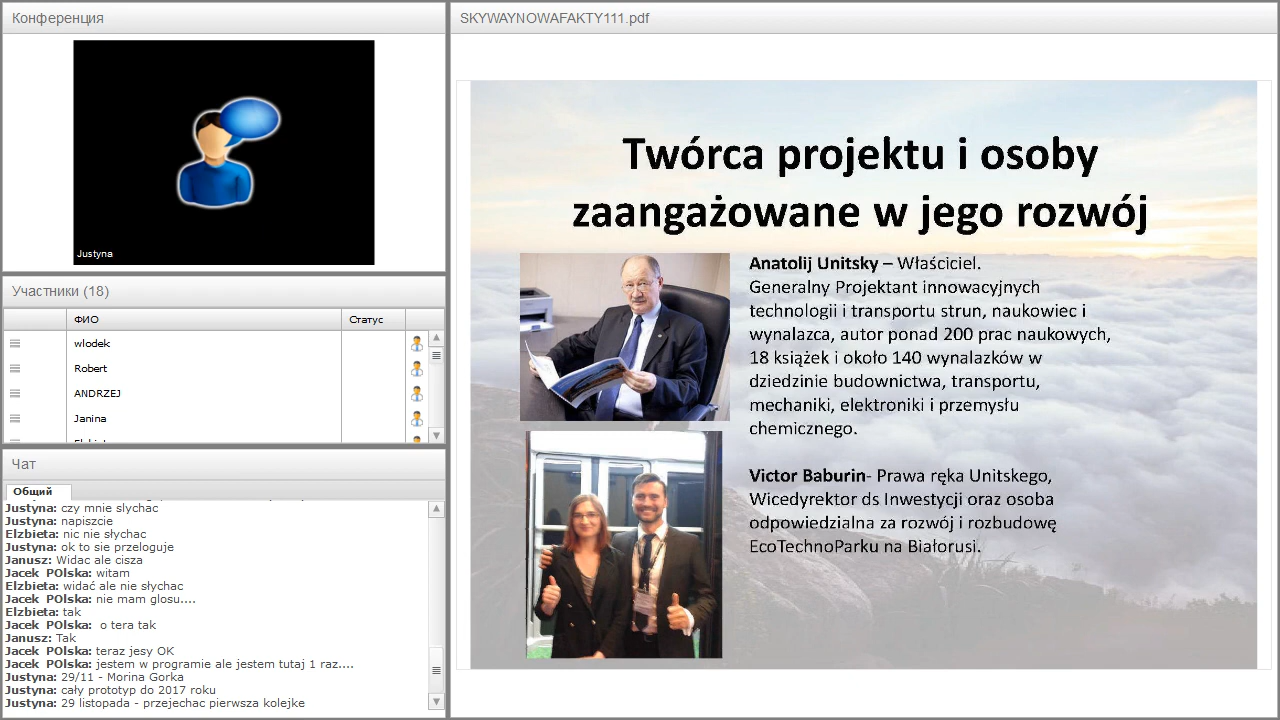 Конференция
Justyna
Участники (18)
ФИО
Статус
wlodek
Robert
ANDRZEJ
Janina
Чат
Общий
Justyna: czy mnie slychac
Justyna: napiszcie
Elzbieta: nic nie słychac
Justyna: ok to sie przeloguje
Janusz: Widac ale cisza
Jacek POlska: witam
Elzbieta: widać ale nie słychac
Jacek POlska: nie mam glosu....
Elzbieta: tak
Jacek POlska: o tera tak
Janusz: Tak
Jacek POlska: teraz jesy OK
Jacek POlska: jestem w programie ale jestem tutaj 1 raz....
Justyna: 29/11 - Morina Gorka
Justyna: cały prototyp do 2017 roku
Justyna: 29 listopada - przeychac pierwsza kolejke
SKYWAYNOWAFAKTY111.pdf
Twórca projektu i osoby
zaangażowane w jego rozwój
Anatolij Unitsky – Właściciel.
Generalny Projektant innowacyjnych
technologii i transportu strun, naukowiec i
wynalazca, autor ponad 200 prac naukowych,
18 książek i około 140 wynalazków w
dziedzinie budownictwa, transportu,
mechaniki, elektroniki i przemysłu
chemicznego.
Victor Baburin- Prawa ręka Unitskego,
Wicedyrektor ds Inwestycji oraz osoba
odpowiedzialna za rozwój i rozbudowę
EcoTechnoParku na Białorusi.